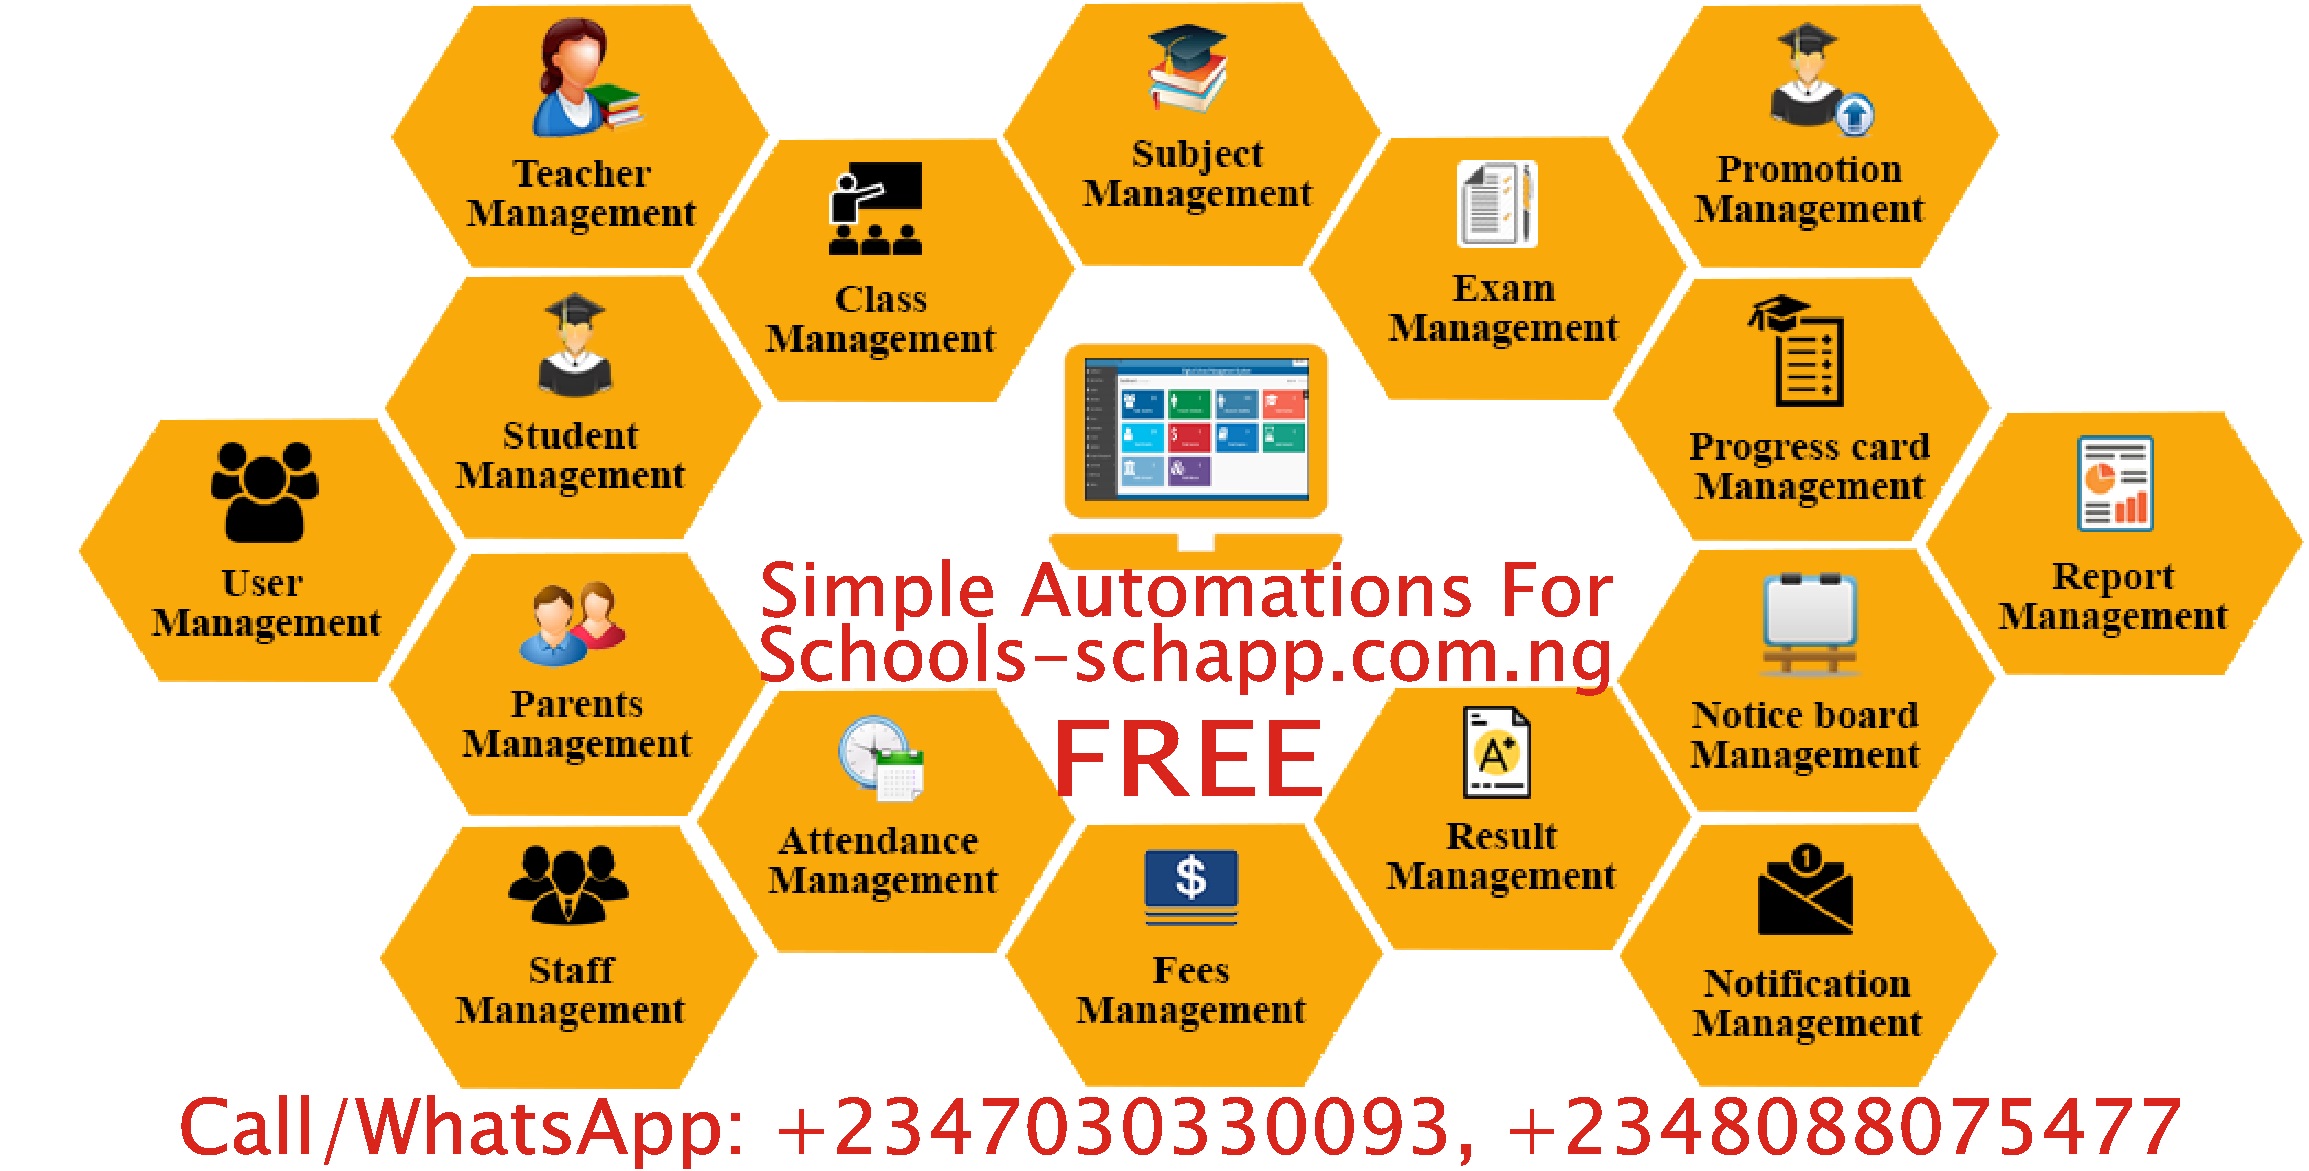 Teacher
Management
Class
Management
Subject
Management
Exam
Management
Promotion
Management
Student
Management
Progress card
Management
User
Management
Report
Management
Parents
Management
Simple Automations For
Schools-schapp.com.ng
FREE
Notice board
Management
Attendance
Management
Result
Management
A+
Staff
Management
$
Fees
Management
1
Notification
Management
Call/WhatsApp: +2347030330093, +2348088075477